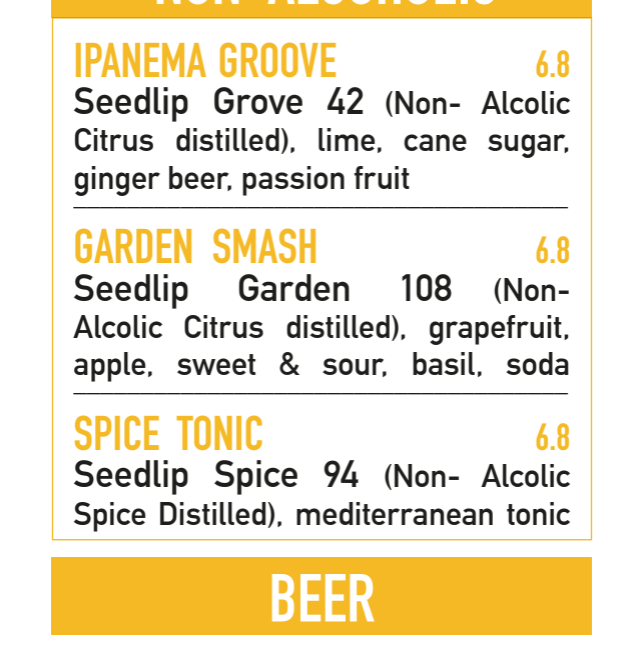 NON-ALCOHOLIC
IPANEMA GROOVE 6.8
Seedlip Grove 42 (Non- Alcolic
Citrus distilled), lime, cane sugar,
ginger beer, passion fruit
GARDEN SMASH 6.8
Seedlip Garden 108 (Non-
Alcolic Citrus distilled), grapefruit,
apple, sweet & sour, basil, soda
SPICE TONIC 6.8
Seedlip Spice 94 (Non- Alcolic
Spice Distilled), mediterranean tonic
BEER